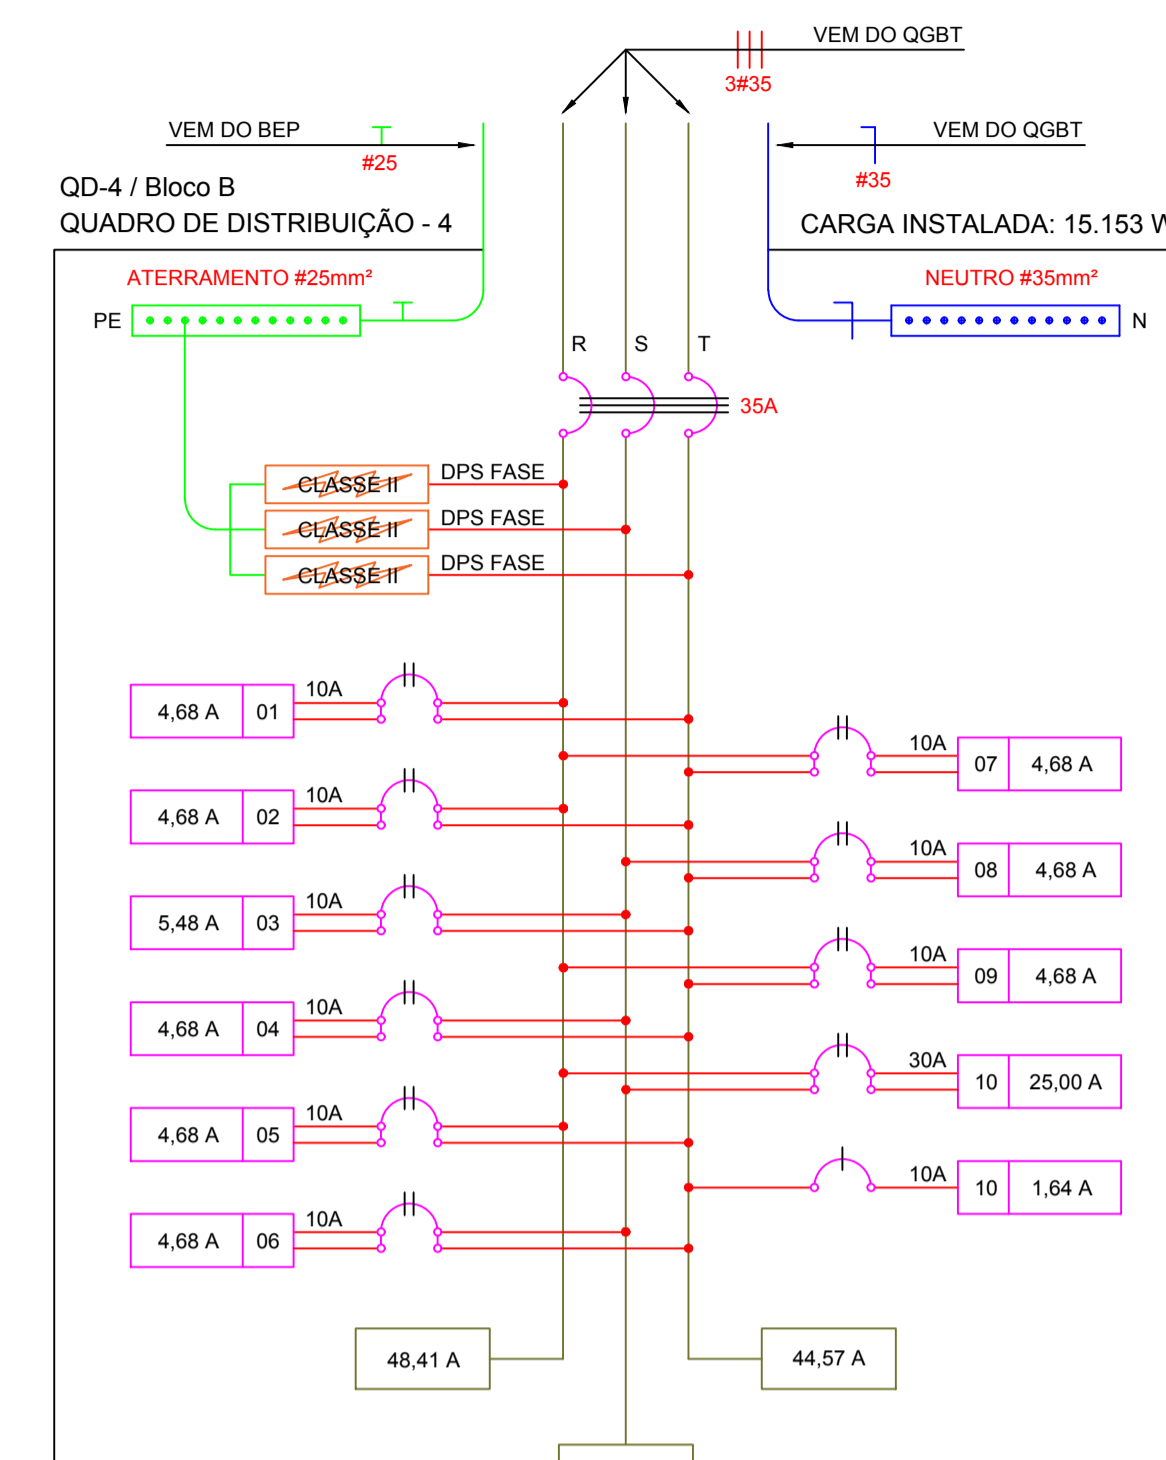 VEM DO QGBT
3#35
VEM DO BEP
#25
VEM DO QGBT
#35
QD-4 / Bloco B
QUADRO DE DISTRIBUIÇÃO - 4
CARGA INSTALADA: 15.153 W
ATERRAMENTO #25mm²
NEUTRO #35mm²
PE
N
R S T
35A
CLASSE II DPS FASE
CLASSE II DPS FASE
CLASSE II DPS FASE
4,68 A 01 10A
10A 07 4,68 A
4,68 A 02 10A
10A 08 4,68 A
5,48 A 03 10A
10A 09 4,68 A
4,68 A 04 10A
30A 10 25,00 A
4,68 A 05 10A
10A 10 1,64 A
4,68 A 06 10A
48,41 A
44,57 A